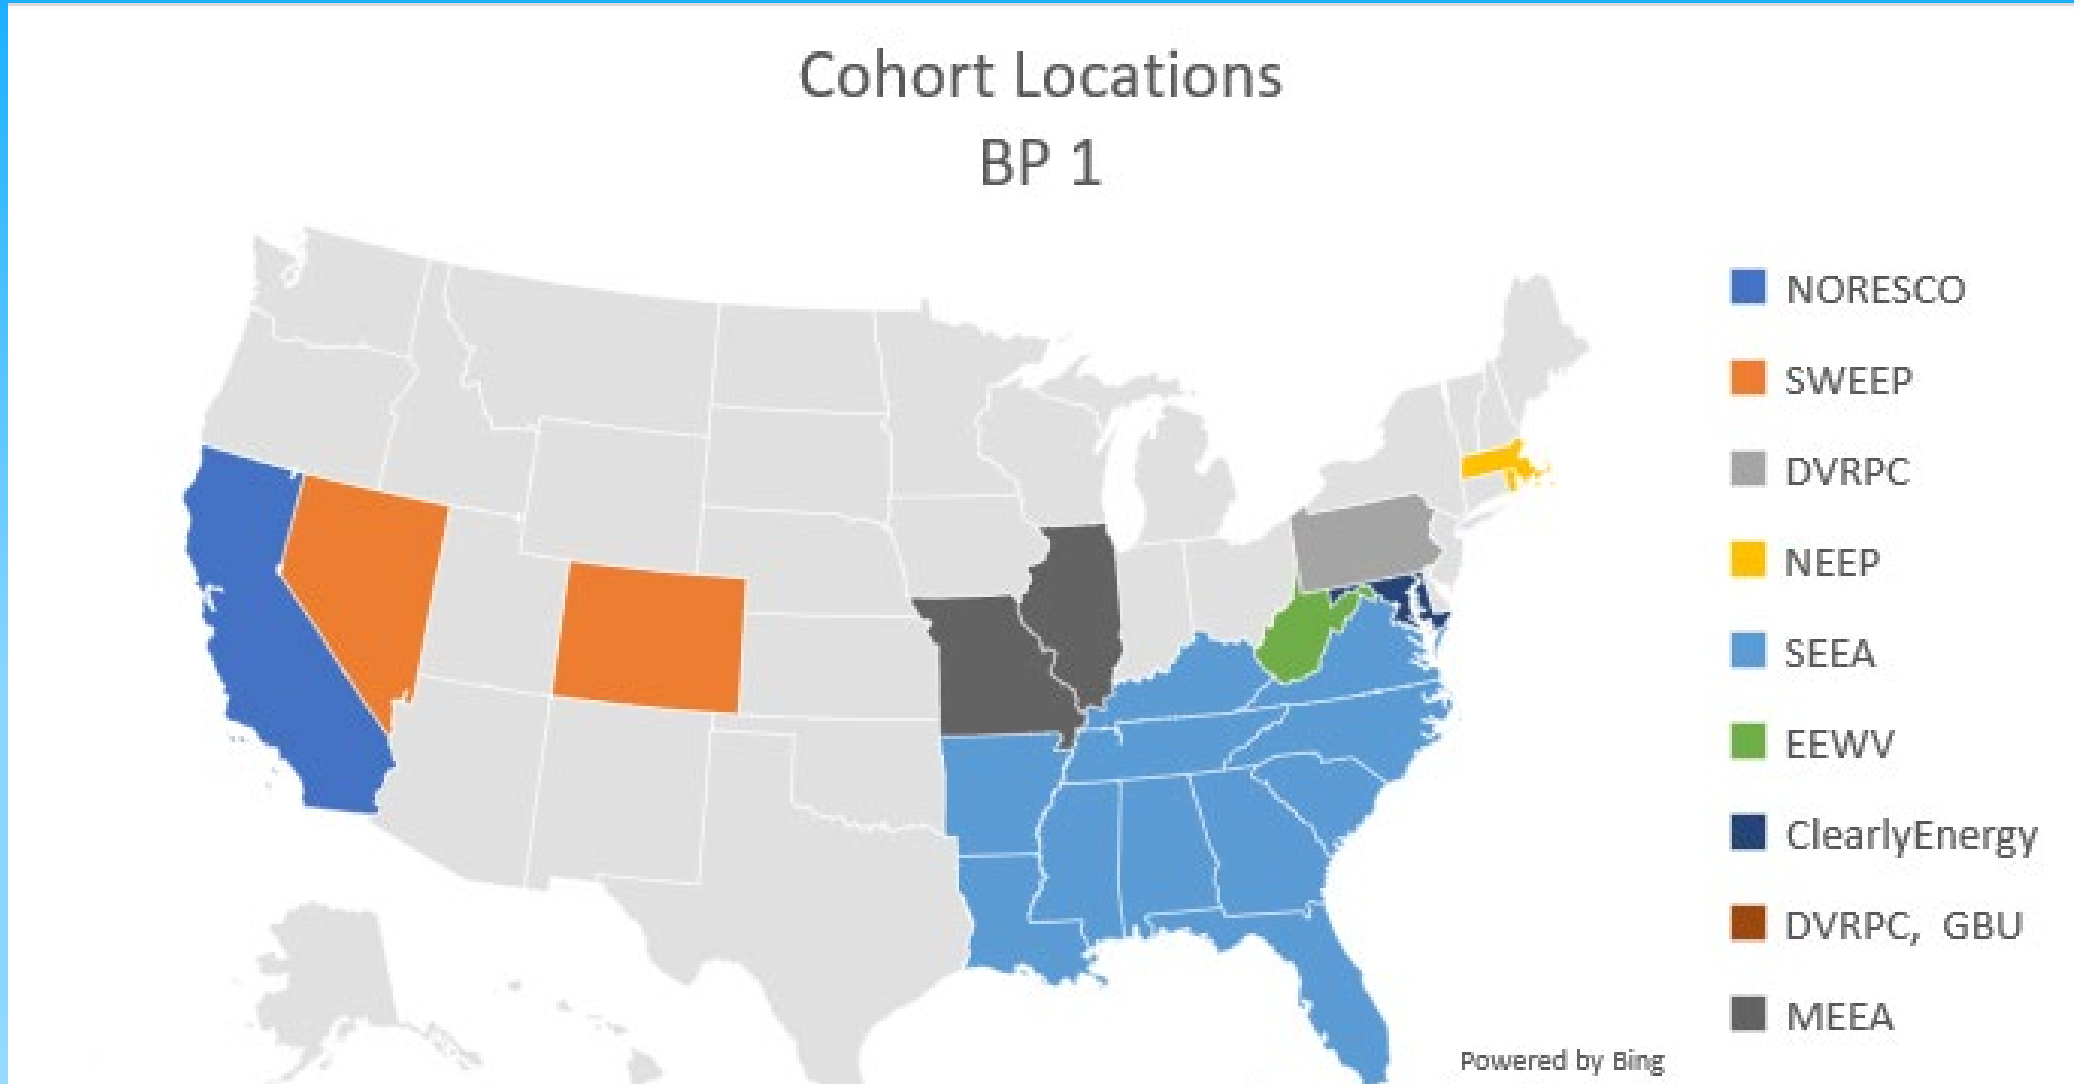 Cohort Locations
BP 1
NORESCO
SWEEP
DVRPC
NEEP
SEEA
EEWV
ClearlyEnergy
DVRPC, GBU
MEEA
Powered by Bing